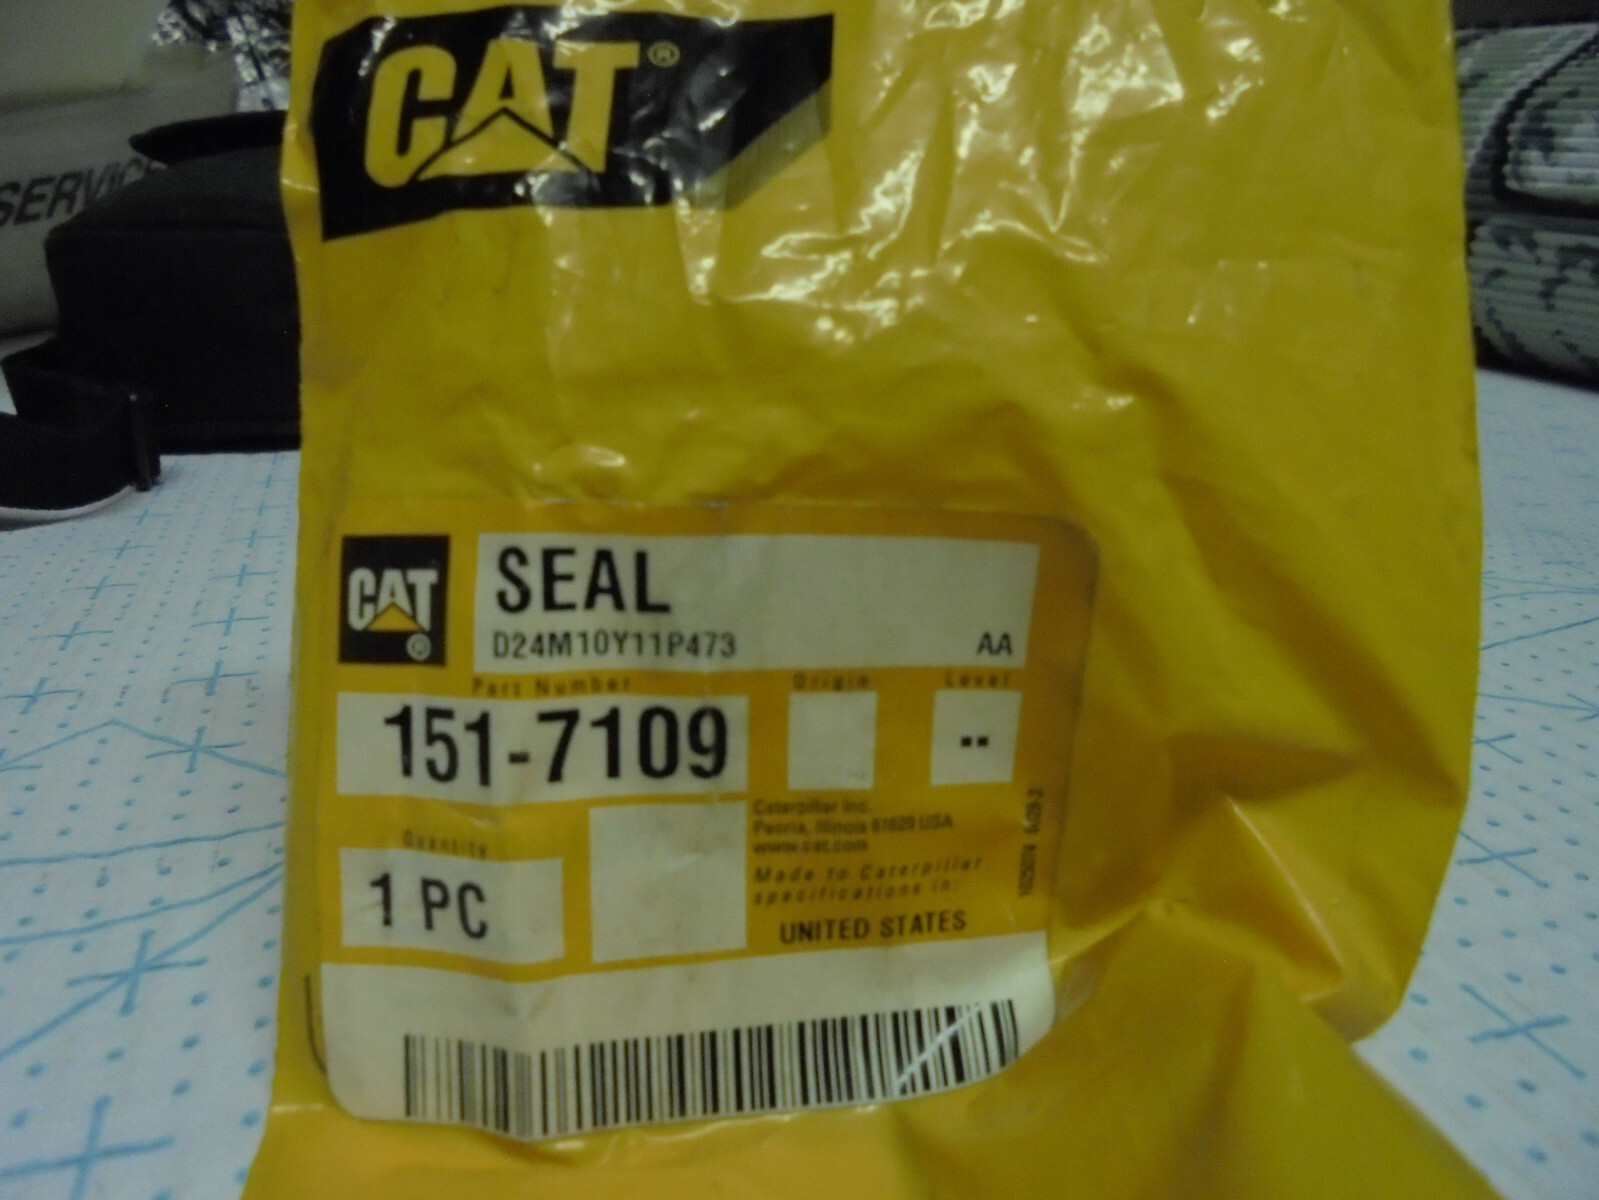 CAT®
SERVICE
CAT®
SEAL
D24M10Y11P473 AA
Part Number Origin Level
151-7109 --
Caterpillar Inc.
Peoria, Illinois 61629 USA
www.cat.com
Quantity
1 PC
Made to Caterpillar
specifications in:
UNITED STATES